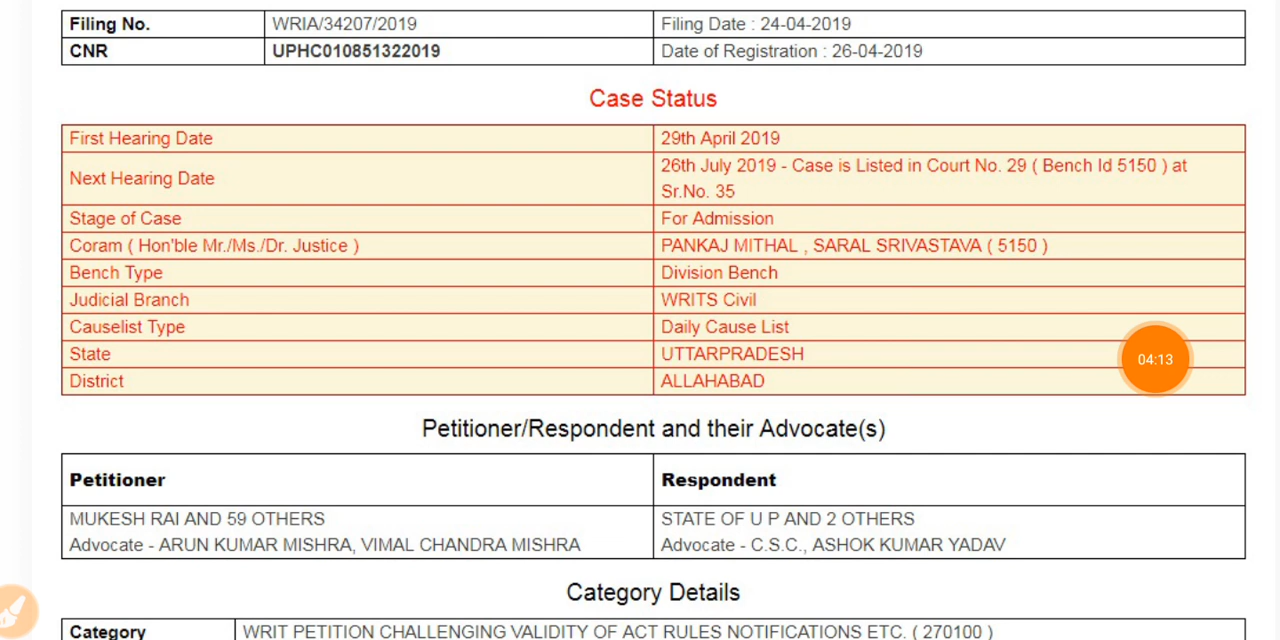 Filing No. WRIA/34207/2019 Filing Date : 24-04-2019
CNR UPHC010851322019 Date of Registration : 26-04-2019
Case Status
First Hearing Date 29th April 2019
Next Hearing Date 26th July 2019 - Case is Listed in Court No. 29 ( Bench Id 5150 ) at
Sr.No. 35
Stage of Case For Admission
Coram ( Hon'ble Mr./Ms./Dr. Justice ) PANKAJ MITHAL , SARAL SRIVASTAVA ( 5150 )
Bench Type Division Bench
Judicial Branch WRITS Civil
Causelist Type Daily Cause List
State UTTARPRADESH
04:13
District ALLAHABAD
Petitioner/Respondent and their Advocate(s)
Petitioner Respondent
MUKESH RAI AND 59 OTHERS STATE OF U P AND 2 OTHERS
Advocate - ARUN KUMAR MISHRA, VIMAL CHANDRA MISHRA Advocate - C.S.C., ASHOK KUMAR YADAV
Category Details
Category WRIT PETITION CHALLENGING VALIDITY OF ACT RULES NOTIFICATIONS ETC. ( 270100 )